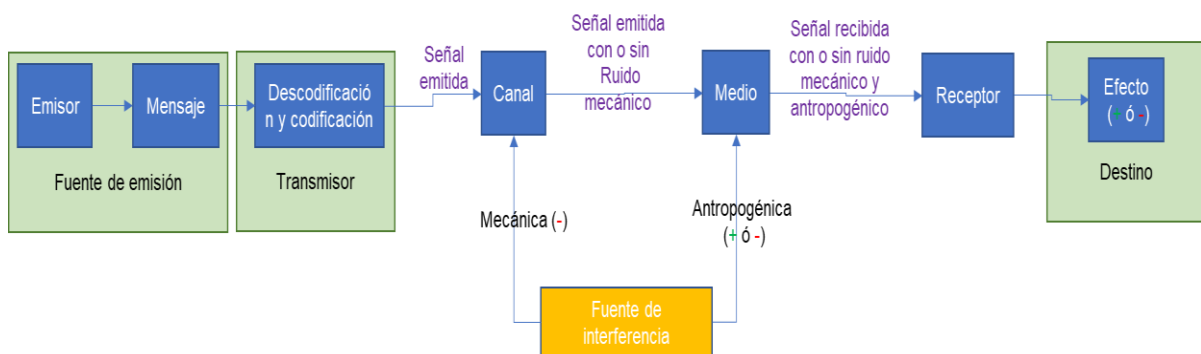 Emisor
Mensaje
Fuente de emisión
Descodificació
n y codificación
Transmisor
Señal
emitida
Canal
Señal emitida
con o sin
Ruido
mecánico
Medio
Señal recibida
con o sin ruido
mecánico y
antropogénico
Receptor
Efecto
(+ ó -)
Destino
Mecánica (-)
Antropogénica
(+ ó -)
Fuente de
interferencia